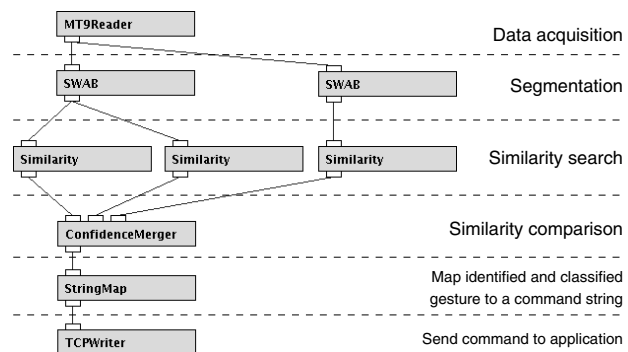 MT9Reader
Data acquisition
SWAB
SWAB
Segmentation
Similarity
Similarity
Similarity
Similarity search
ConfidenceMerger
Similarity comparison
StringMap
Map identified and classified
gesture to a command string
TCPWriter
Send command to application